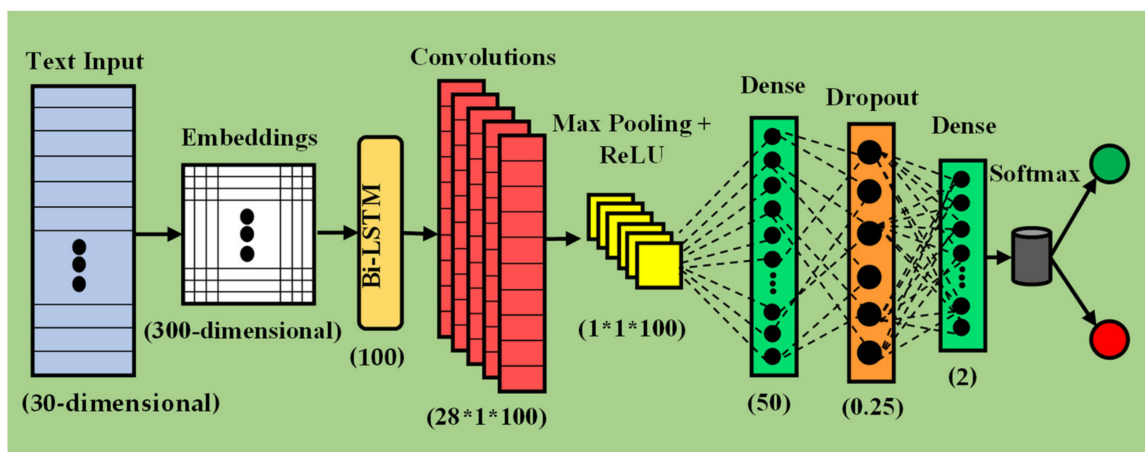 Text Input
(30-dimensional)
Embeddings
(300-dimensional)
Bi-LSTM
(100)
Convolutions
(28*1*100)
Max Pooling +
ReLU
(1*1*100)
Dense
(50)
Dropout
(0.25)
Dense
(2)
Softmax